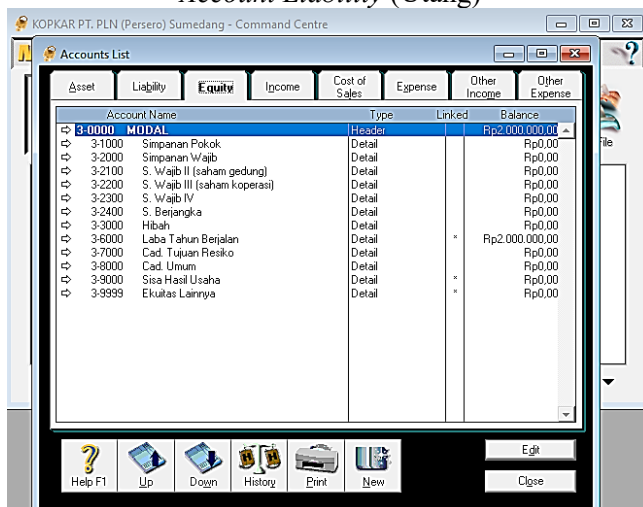 Account Liability (Utang)
KOPKAR PT. PLN (Persero) Sumedang - Command Centre
Accounts List
Asset Liability Equity Income Cost of Sales Expense Other Income Other Expense
Account Name Type Linked Balance
3-0000 MODAL Header Rp2.000.000,00
3-1000 Simpanan Pokok Detail Rp0,00
3-2000 Simpanan Wajib Detail Rp0,00
3-2100 S. Wajib II (saham gedung) Detail Rp0,00
3-2200 S. Wajib III (saham koperasi) Detail Rp0,00
3-2300 S. Wajib IV Detail Rp0,00
3-2400 S. Berjangka Detail Rp0,00
3-3000 Hibah Detail Rp0,00
3-6000 Laba Tahun Berjalan Detail × Rp2.000.000,00
3-7000 Cad. Tujuan Resiko Detail Rp0,00
3-8000 Cad. Umum Detail Rp0,00
3-9000 Sisa Hasil Usaha Detail × Rp0,00
3-9999 Ekuitas Lainnya Detail × Rp0,00
Edit
Help F1 Up Down History Print New Close